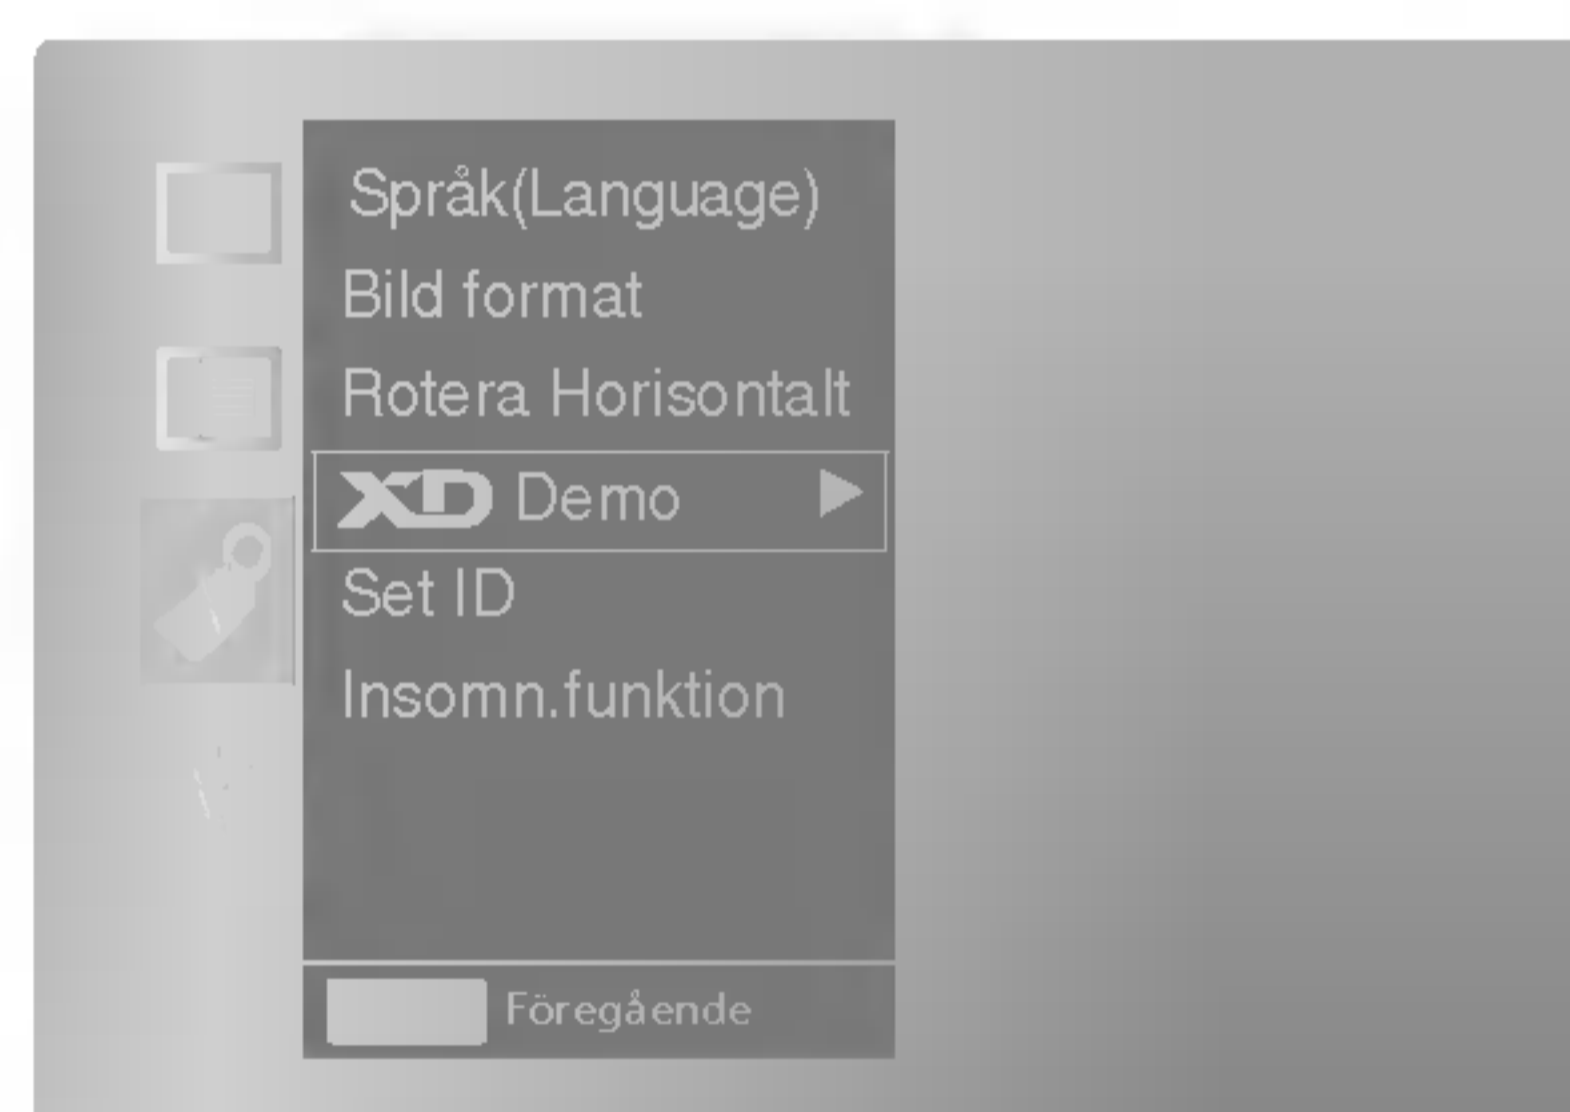 Språk(Language)
Bild format
Rotera Horisontalt
XD Demo
Set ID
Insomn.funktion
Föregående